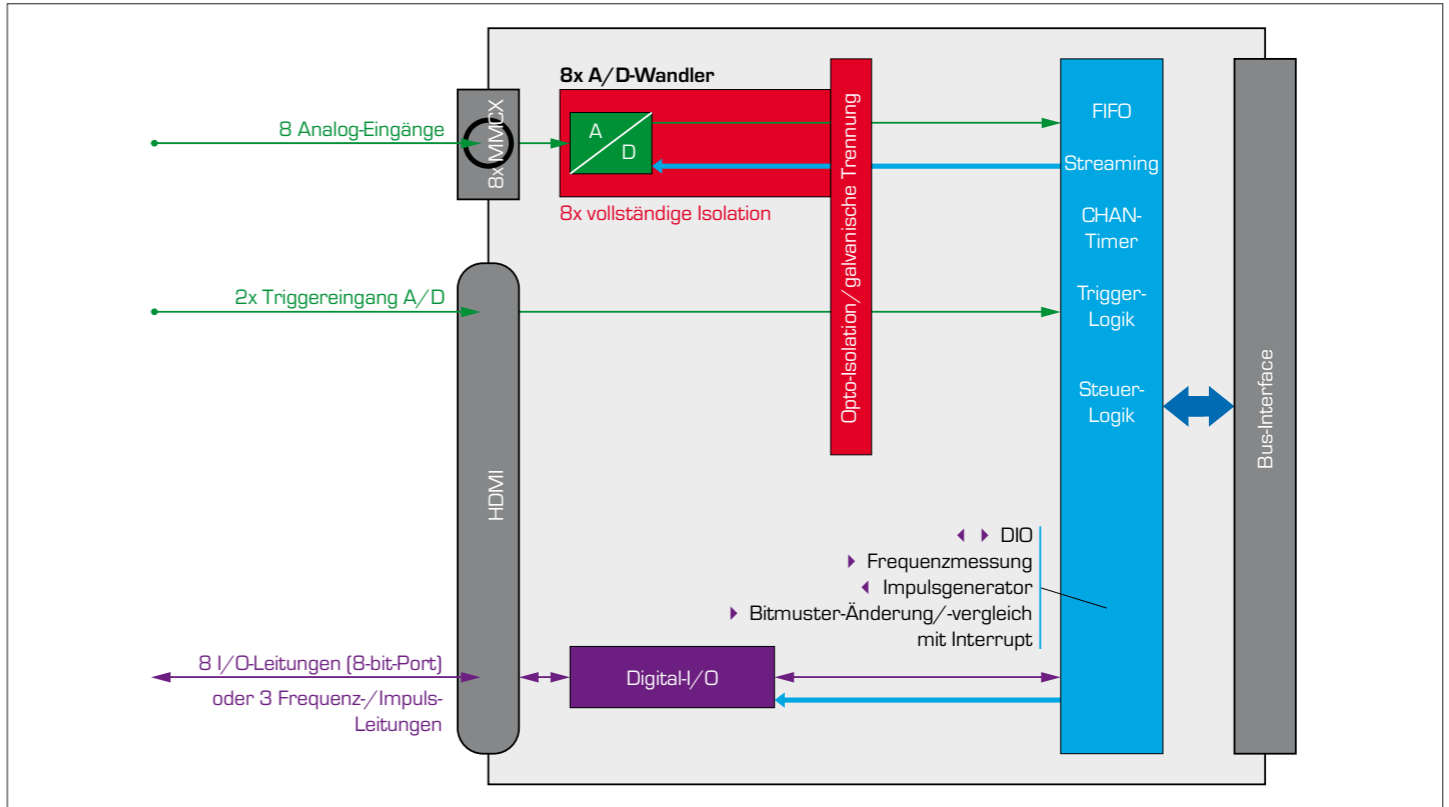 8x A/D-Wandler
8 Analog-Eingänge
8x MMCX
A
D
8x vollständige Isolation
Opto-Isolation/galvanische Trennung
FIFO
Streaming
CHAN-
Timer
Trigger-
Logik
Steuer-
Logik
Bus-Interface
2x Triggereingang A/D
HDMI
DIO
Frequenzmessung
Impulsgenerator
Bitmuster-Änderung/-vergleich
mit Interrupt
8 I/O-Leitungen (8-bit-Port)
oder 3 Frequenz-/Impuls-
Leitungen
Digital-I/O